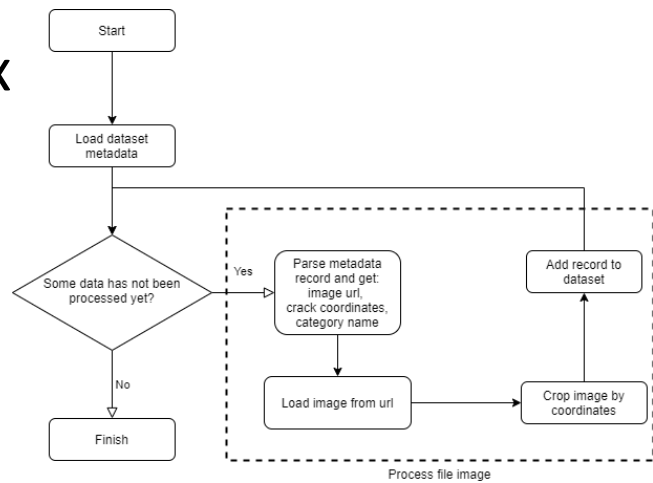 x
Start
Load dataset
metadata
Some data has not been
processed yet?
Yes
No
Finish
Parse metadata
record and get:
image url,
crack coordinates,
category name
Load image from url
Crop image by
coordinates
Add record to
dataset
Process file image